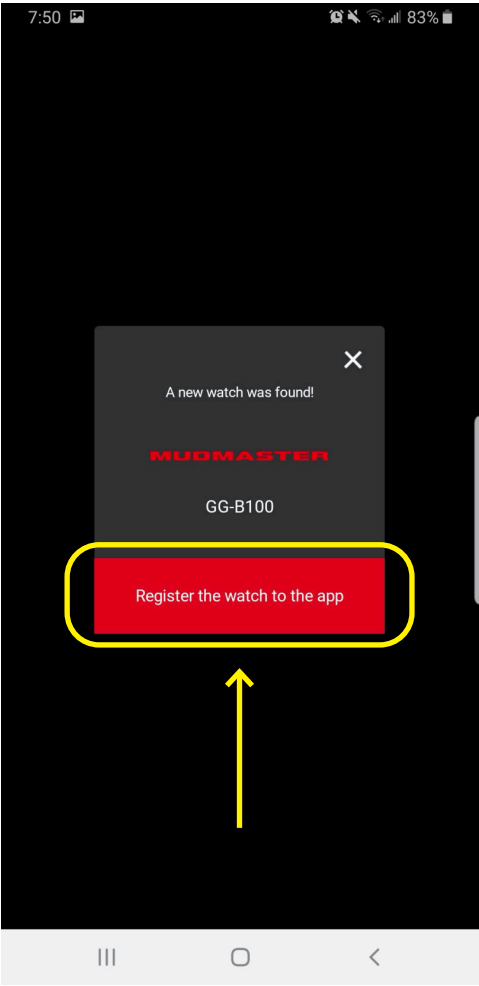 7:50
83%
A new watch was found!
MUDMASTER
GG-B100
Register the watch to the app